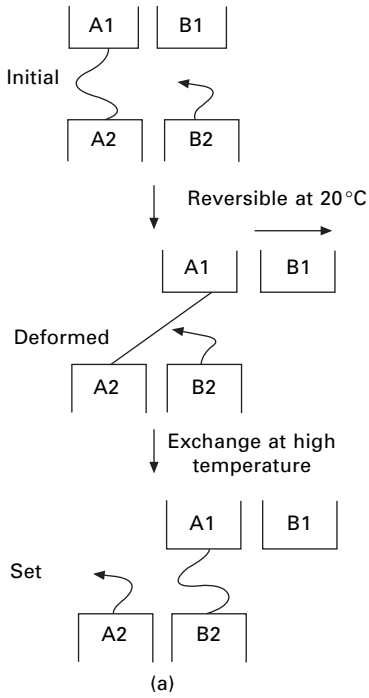 A1 B1
Initial
A2 B2
Reversible at 20°C
A1 B1
Deformed
A2 B2
Exchange at high
temperature
A1 B1
Set
A2 B2
(a)